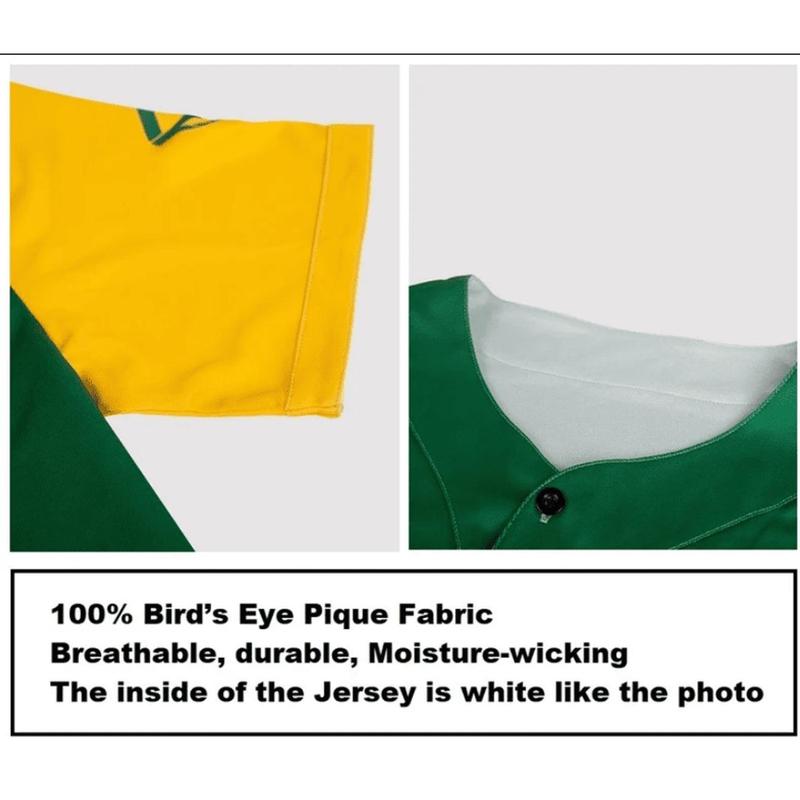 100% Bird’s Eye Pique Fabric
Breathable, durable, Moisture-wicking
The inside of the Jersey is white like the photo